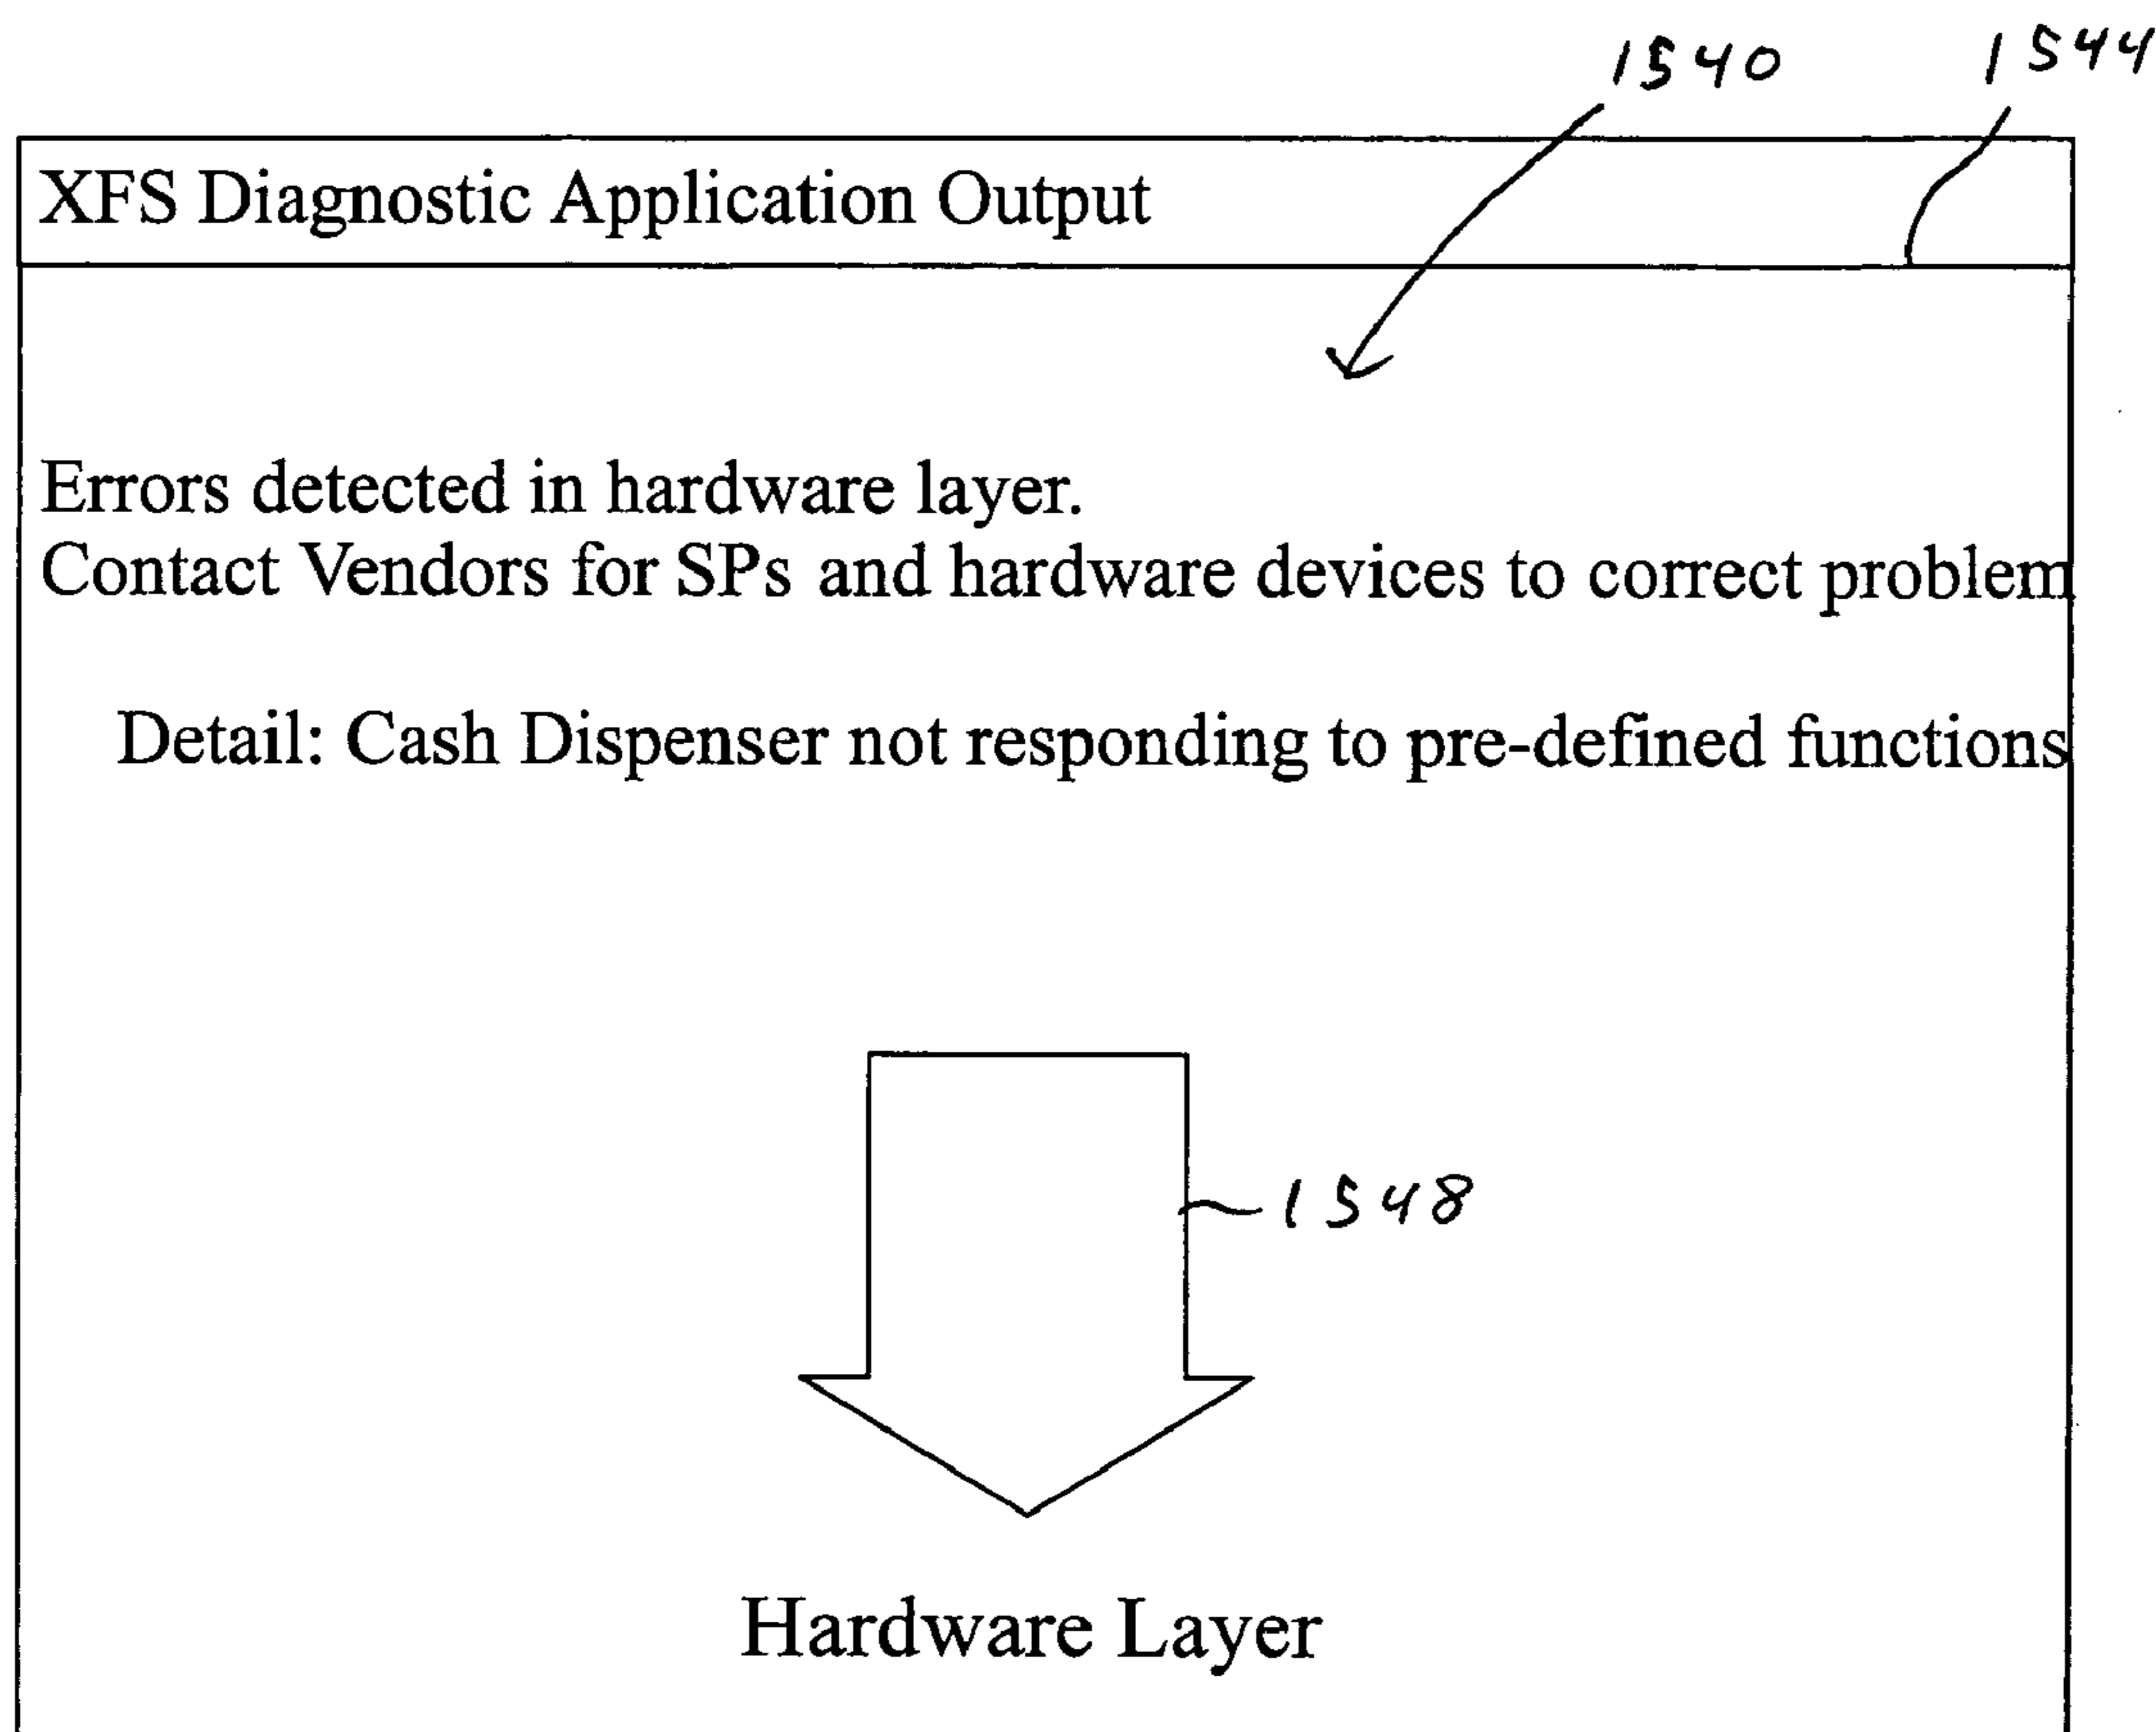 1540
1544
XFS Diagnostic Application Output
Errors detected in hardware layer.
Contact Vendors for SPs and hardware devices to correct problem
Detail: Cash Dispenser not responding to pre-defined functions
1548
Hardware Layer